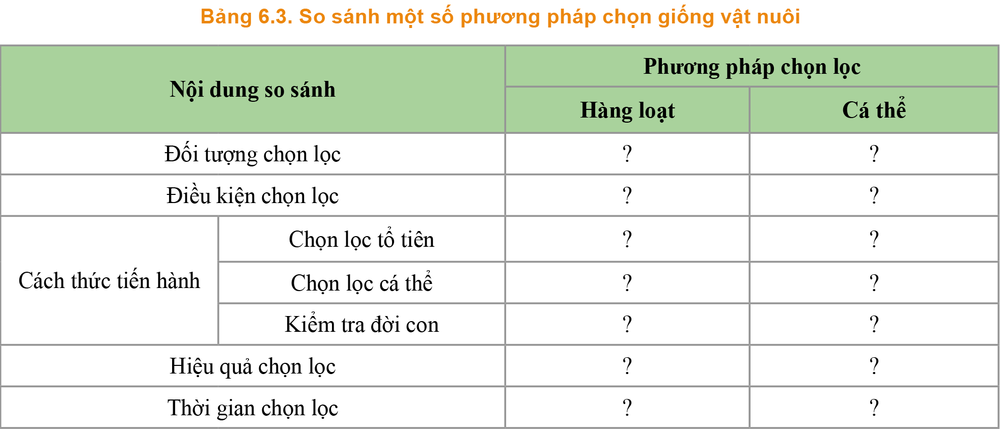 Bảng 6.3. So sánh một số phương pháp chọn giống vật nuôi
Nội dung so sánh
Phương pháp chọn lọc
Hàng loạt
Cá thể
Đối tượng chọn lọc ? ?
Điều kiện chọn lọc ? ?
Cách thức tiến hành
Chọn lọc tổ tiên ? ?
Chọn lọc cá thể ? ?
Kiểm tra đời con ? ?
Hiệu quả chọn lọc ? ?
Thời gian chọn lọc ? ?